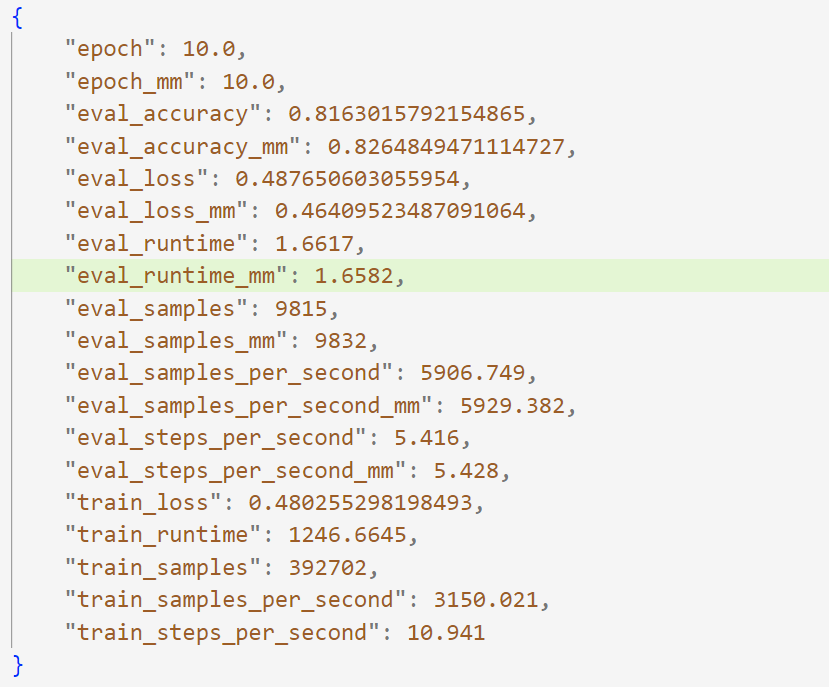 {
"epoch": 10.0,
"epoch_mm": 10.0,
"eval_accuracy": 0.8163015792154865,
"eval_accuracy_mm": 0.8264849471114727,
"eval_loss": 0.487650603055954,
"eval_loss_mm": 0.46409523487091064,
"eval_runtime": 1.6617,
"eval_runtime_mm": 1.6582,
"eval_samples": 9815,
"eval_samples_mm": 9832,
"eval_samples_per_second": 5906.749,
"eval_samples_per_second_mm": 5929.382,
"eval_steps_per_second": 5.416,
"eval_steps_per_second_mm": 5.428,
"train_loss": 0.480255298198493,
"train_runtime": 1246.6645,
"train_samples": 392702,
"train_samples_per_second": 3150.021,
"train_steps_per_second": 10.941
}